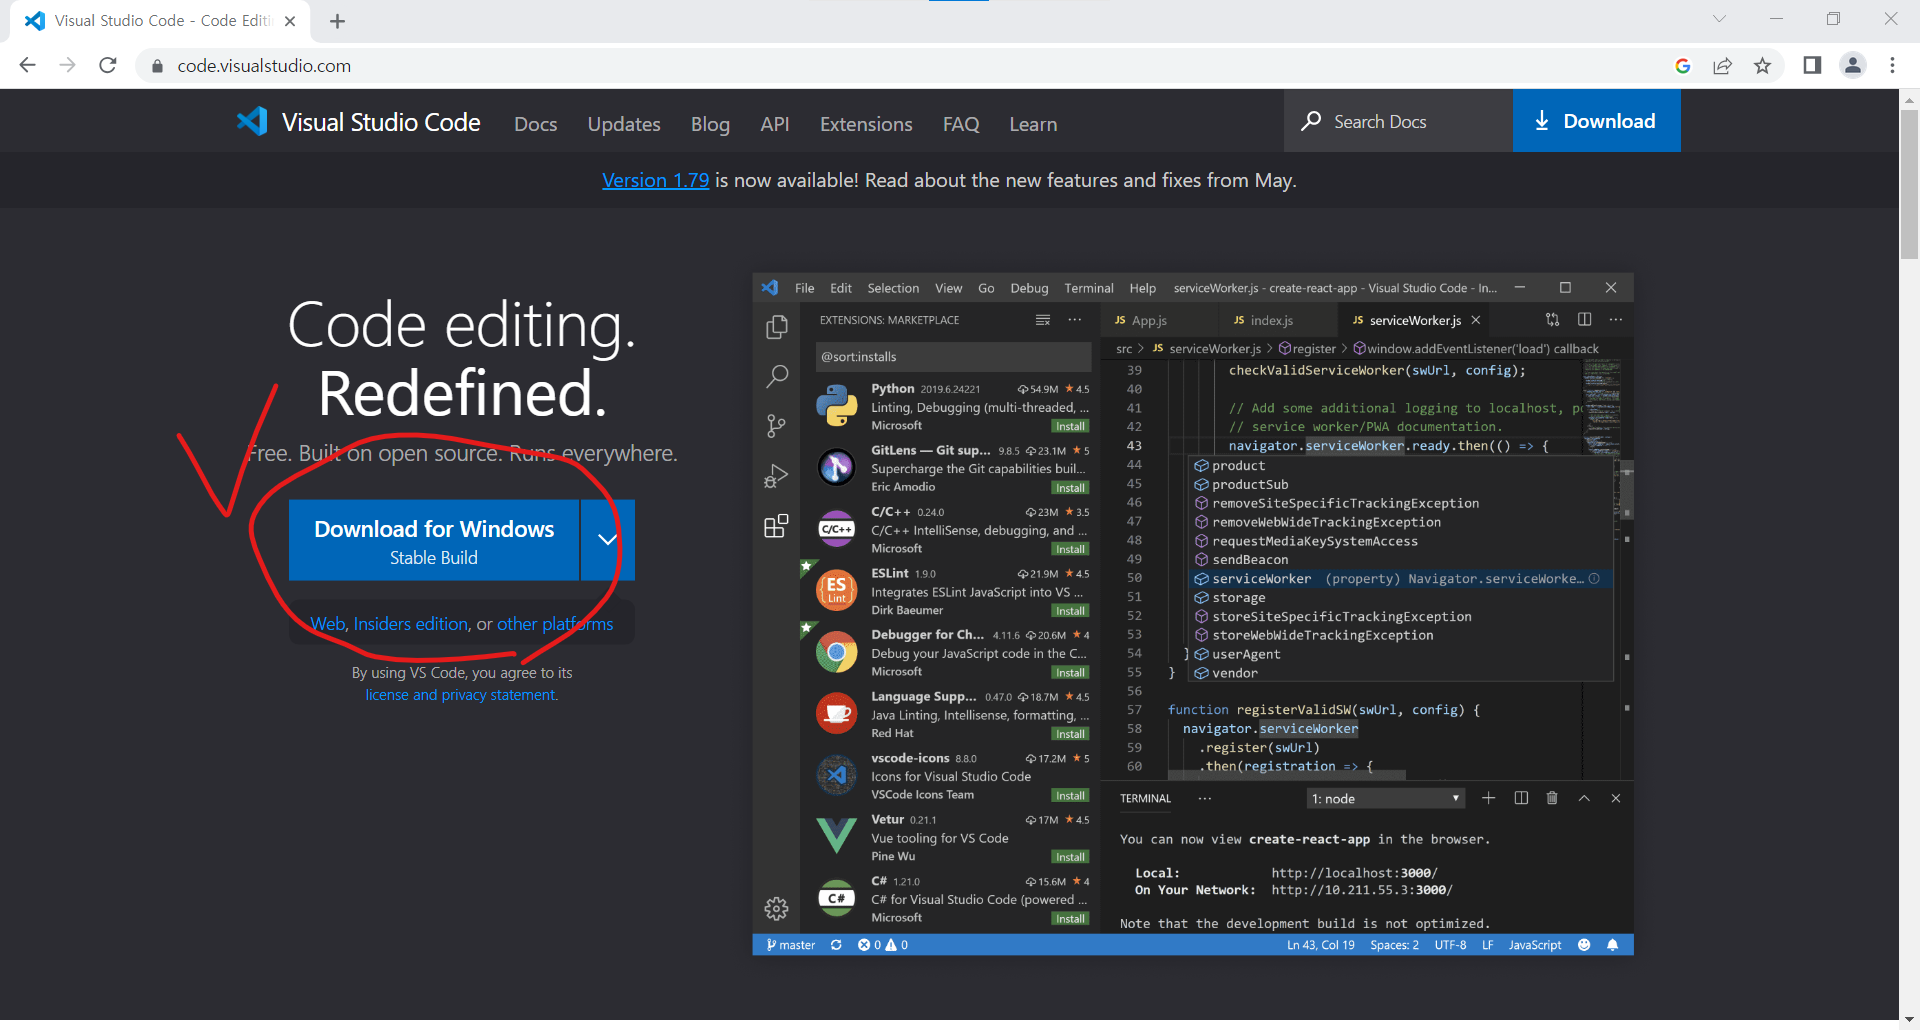 Visual Studio Code - Code Editi
code.visualstudio.com
Visual Studio Code Docs Updates Blog API Extensions FAQ Learn Search Docs Download
Version 1.79 is now available! Read about the new features and fixes from May.
Code editing.
Redefined.
Free. Built on open source. Runs everywhere.
Download for Windows
Stable Build
Web, Insiders edition, or other platforms
By using VS Code, you agree to its
license and privacy statement.
File Edit Selection View Go Debug Terminal Help serviceWorker.js - create-react-app - Visual Studio Code - In...
EXTENSIONS: MARKETPLACE
@sort:installs
Python 2019.6.24221 54.9M ★ 4.5
Linting, Debugging (multi-threaded, ...
Microsoft Install
GitLens — Git sup... 9.8.5 23.1M ★ 5
Supercharge the Git capabilities buil...
Eric Amodio Install
C/C++
C/C++ 0.24.0 23M ★ 3.5
C/C++ IntelliSense, debugging, and ...
Microsoft Install
ES
Lint
ESLint 1.9.0 21.9M ★ 4.5
Integrates ESLint JavaScript into VS ...
Dirk Baeumer Install
Debugger for Ch... 4.11.6 20.6M ★ 4
Debug your JavaScript code in the C...
Microsoft Install
Language Supp... 0.47.0 18.7M ★ 4.5
Java Linting, Intellisense, formatting, ...
Red Hat Install
vscode-icons 8.8.0 17.2M ★ 5
Icons for Visual Studio Code
VSCode Icons Team Install
Vetur 0.21.1 17M ★ 4.5
Vue tooling for VS Code
Pine Wu Install
C#
C# 1.21.0 15.6M ★ 4
C# for Visual Studio Code (powered ...
Microsoft Install
JS App.js JS index.js JS serviceWorker.js
src > JS serviceWorker.js > register > window.addEventListener('load') callback
39 checkValidServiceWorker(swUrl, config);
40
41 // Add some additional logging to localhost, po
42 // service worker/PWA documentation.
43 navigator.serviceWorker.ready.then(() => {
44 product
45 productSub
46 removeSiteSpecificTrackingException
47 removeWebWideTrackingException
48 requestMediaKeySystemAccess
49 sendBeacon
50 serviceWorker (property) Navigator.serviceWorke...
51 storage
52 storeSiteSpecificTrackingException
53 storeWebWideTrackingException
54 } userAgent
55 } vendor
56
57 function registerValidSW(swUrl, config) {
58 navigator.serviceWorker
59 .register(swUrl)
60 .then(registration => {
TERMINAL ... 1: node
You can now view create-react-app in the browser.
Local: http://localhost:3000/
On Your Network: http://10.211.55.3:3000/
Note that the development build is not optimized.
master 0 0 Ln 43, Col 19 Spaces: 2 UTF-8 LF JavaScript